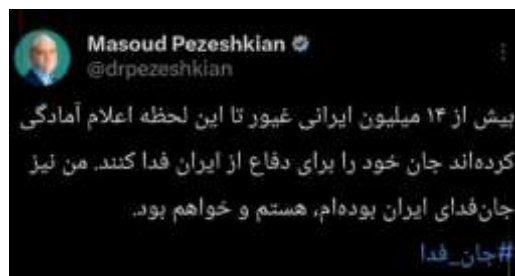 Masoud Pezeshkian
@drpezeshkian
بیش از ۱۴ میلیون ایرانی غیور تا این لحظه اعلام آمادگی
کرده‌اند جان خود را برای دفاع از ایران فدا کنند. من نیز
جان‌فدای ایران بوده‌ام، هستم و خواهم بود.
#جان_فدا